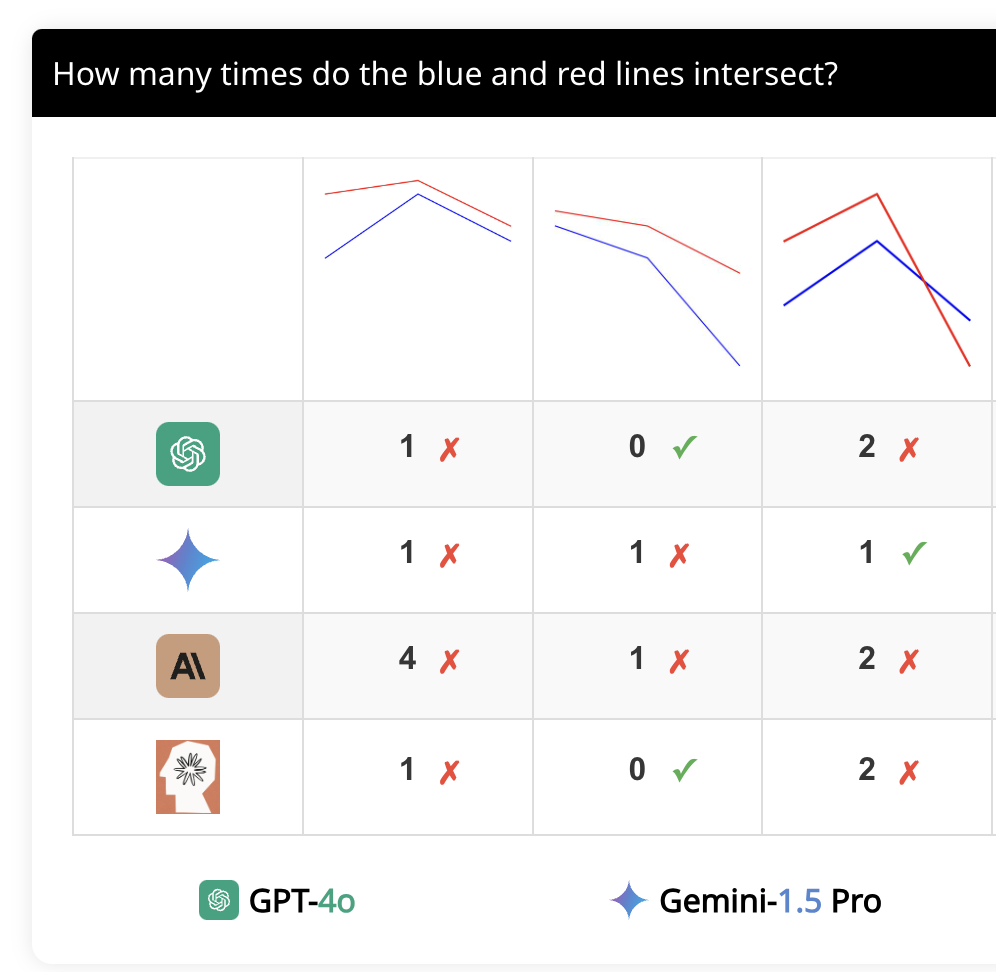 How many times do the blue and red lines intersect?
1 ✗ 0 ✓ 2 ✗
1 ✗ 1 ✗ 1 ✓
A\ 4 ✗ 1 ✗ 2 ✗
1 ✗ 0 ✓ 2 ✗
GPT-4o Gemini-1.5 Pro